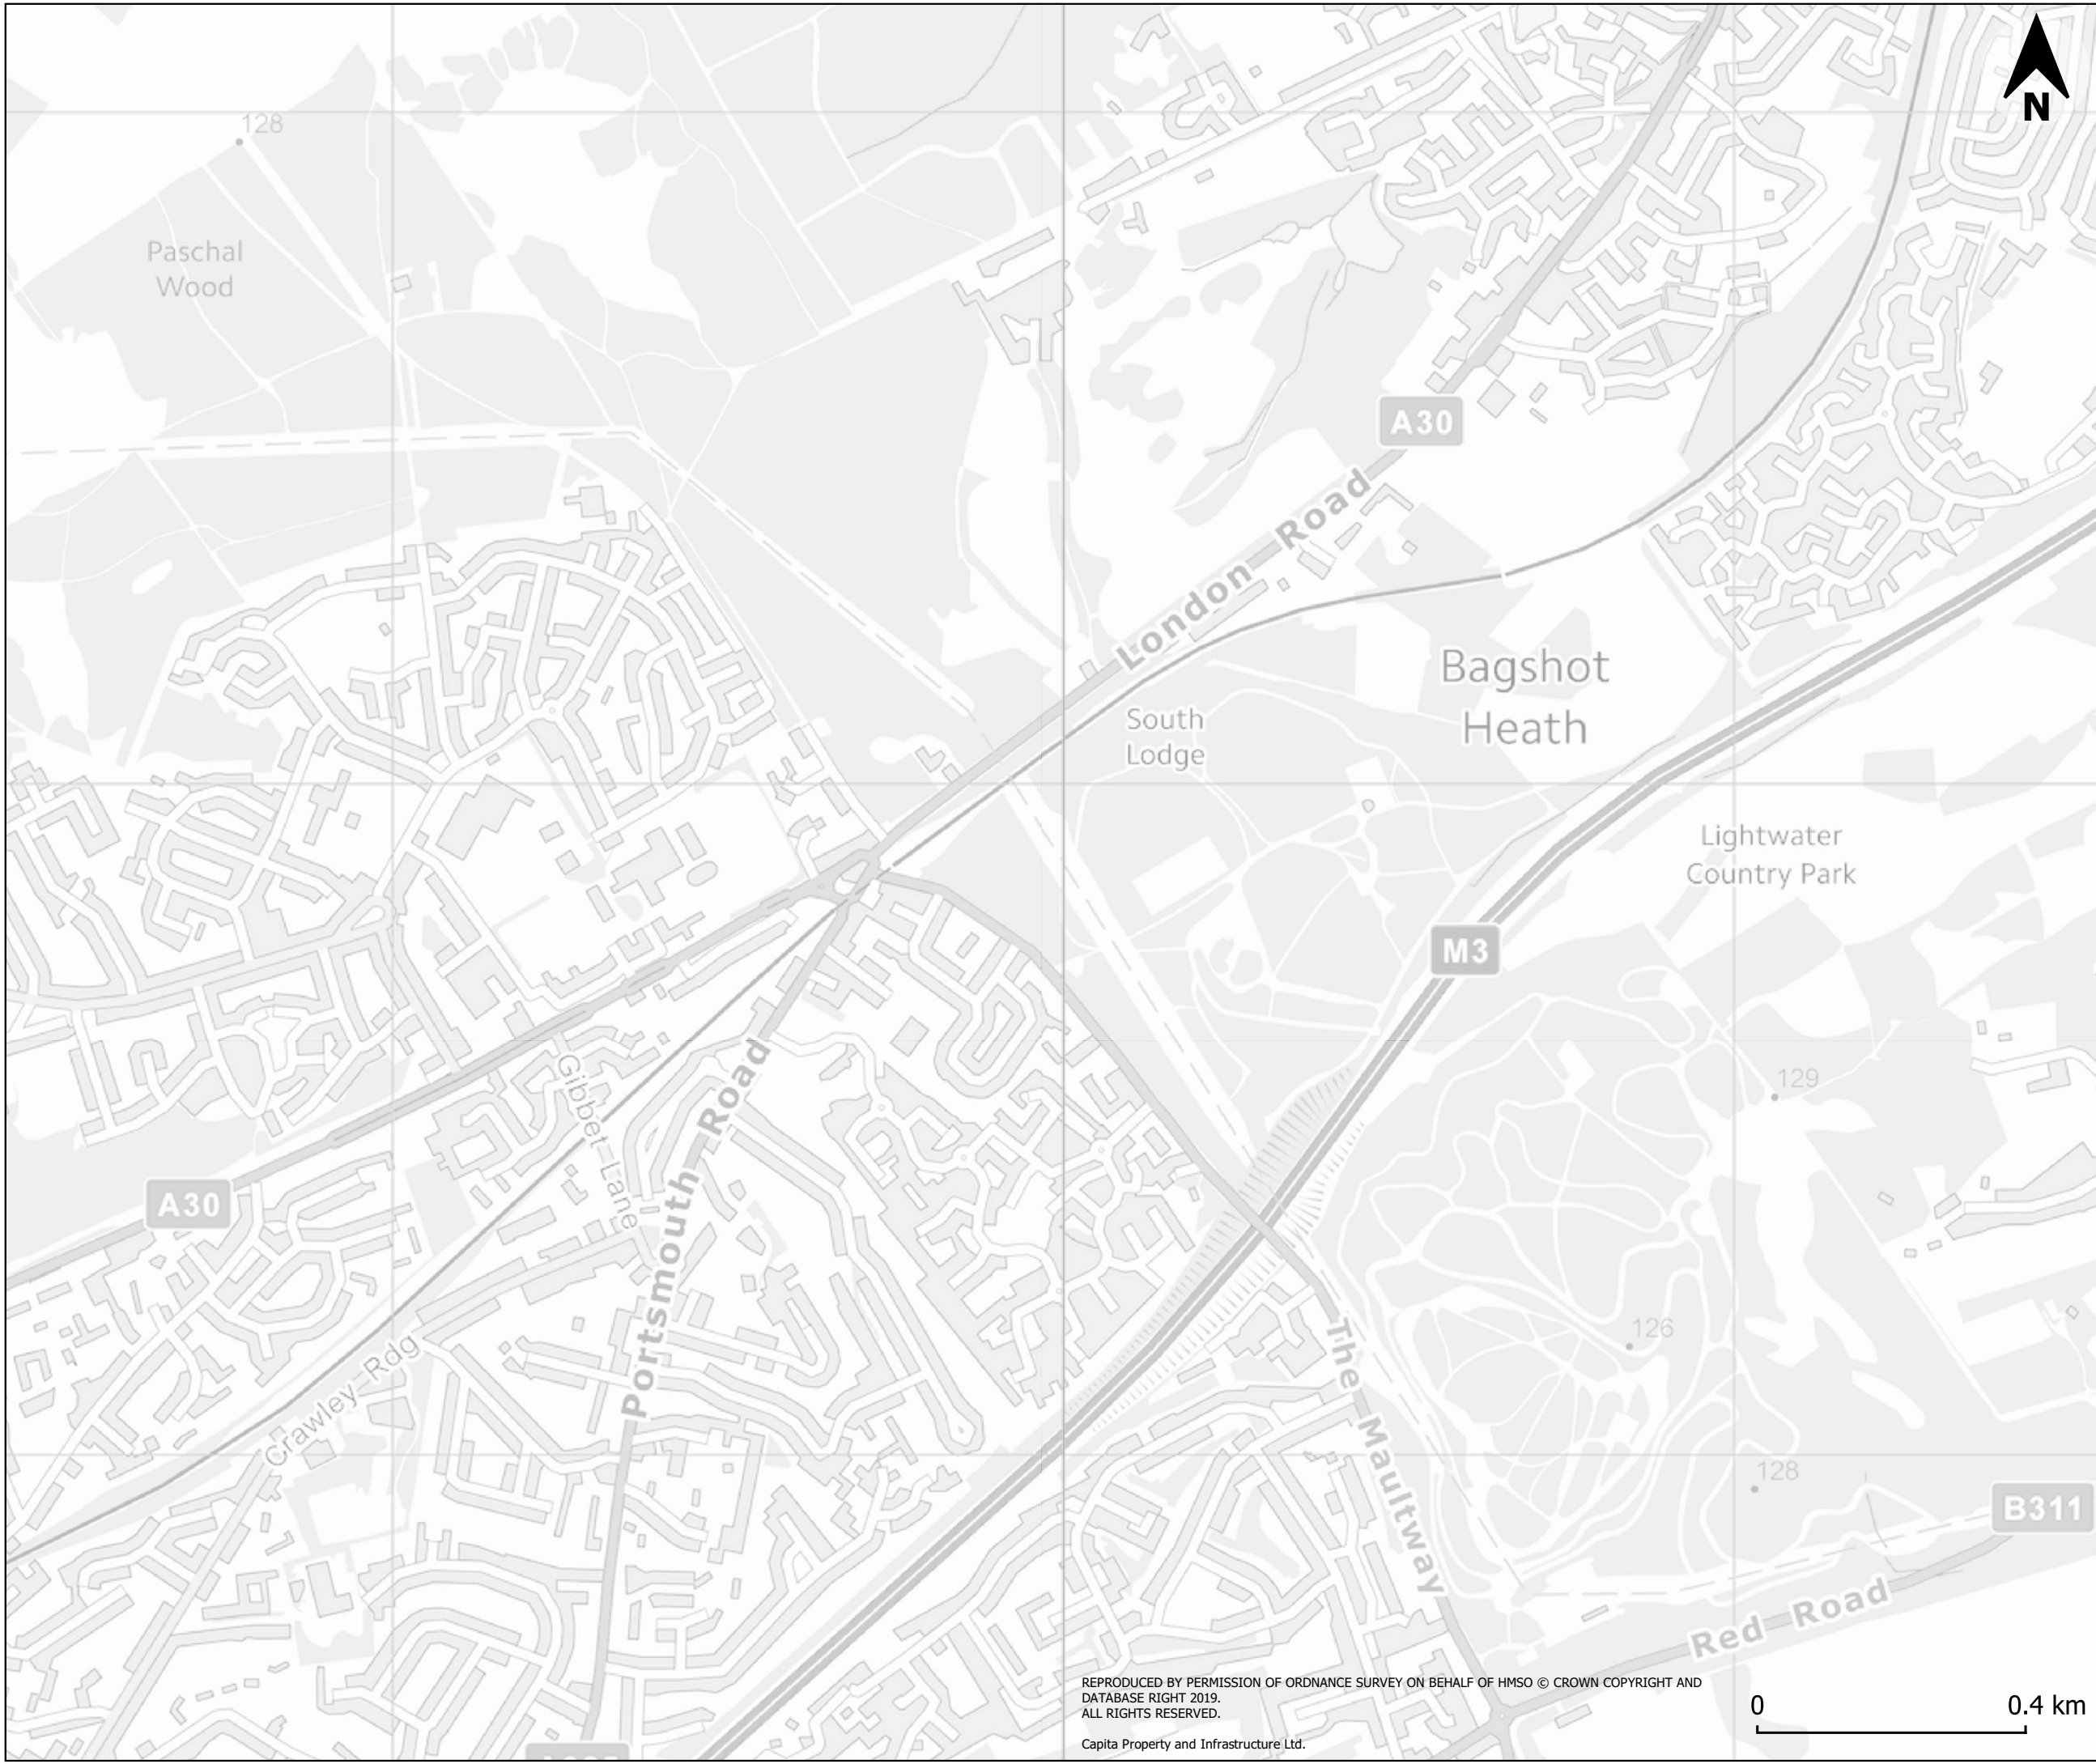 N
128
Paschal
Wood
A30
London Road
Bagshot
Heath
South
Lodge
Lightwater
Country Park
M3
Gibbet Lane
Portsmouth Road
129
A30
126
The Maultway
Crawley Rdg
128
B311
Red Road
REPRODUCED BY PERMISSION OF ORDNANCE SURVEY ON BEHALF OF HMSO © CROWN COPYRIGHT AND
DATABASE RIGHT 2019.
ALL RIGHTS RESERVED.
Capita Property and Infrastructure Ltd.
0 0.4 km